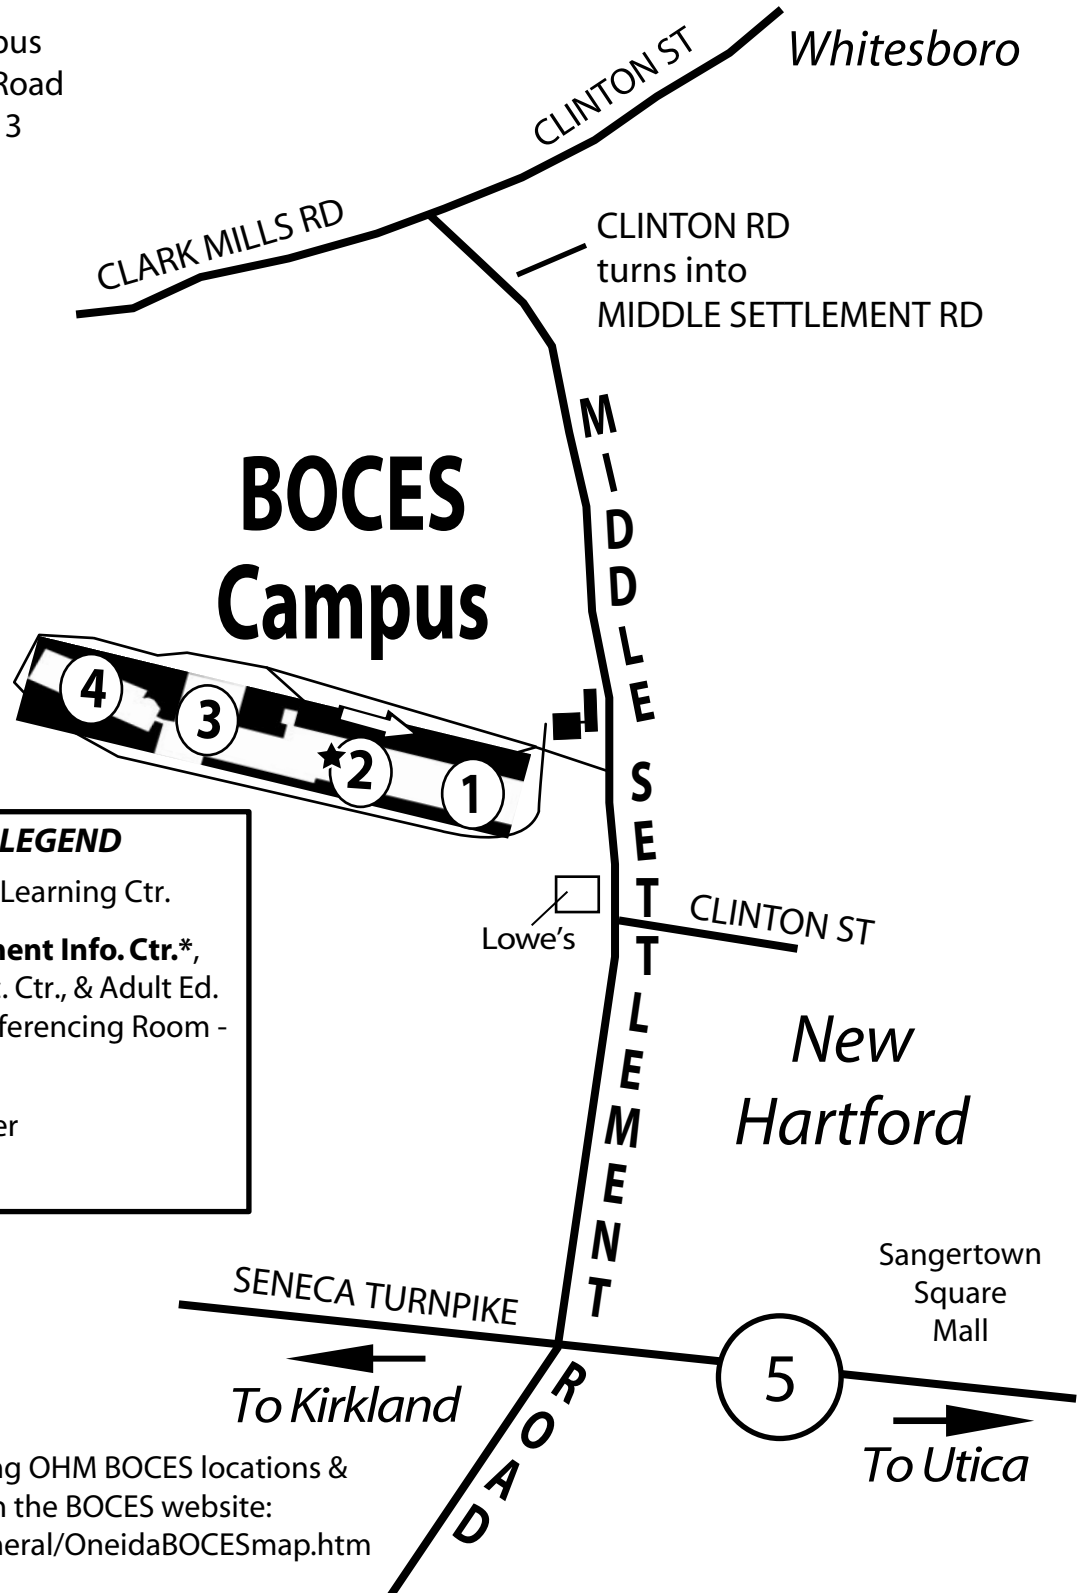 pus
Road
3
Whitesboro
CLINTON ST
CLARK MILLS RD
CLINTON RD
turns into
MIDDLE SETTLEMENT RD
BOCES
Campus
MIDDLE SETTLEMENT ROAD
4
3
2
1
LEGEND
Learning Ctr.
ment Info. Ctr.*,
. Ctr., & Adult Ed.
ferencing Room -
er
Lowe's
CLINTON ST
New
Hartford
SENECA TURNPIKE
Sangertown
Square
Mall
5
To Kirkland
To Utica
ng OHM BOCES locations &
n the BOCES website:
neral/OneidaBOCESmap.htm